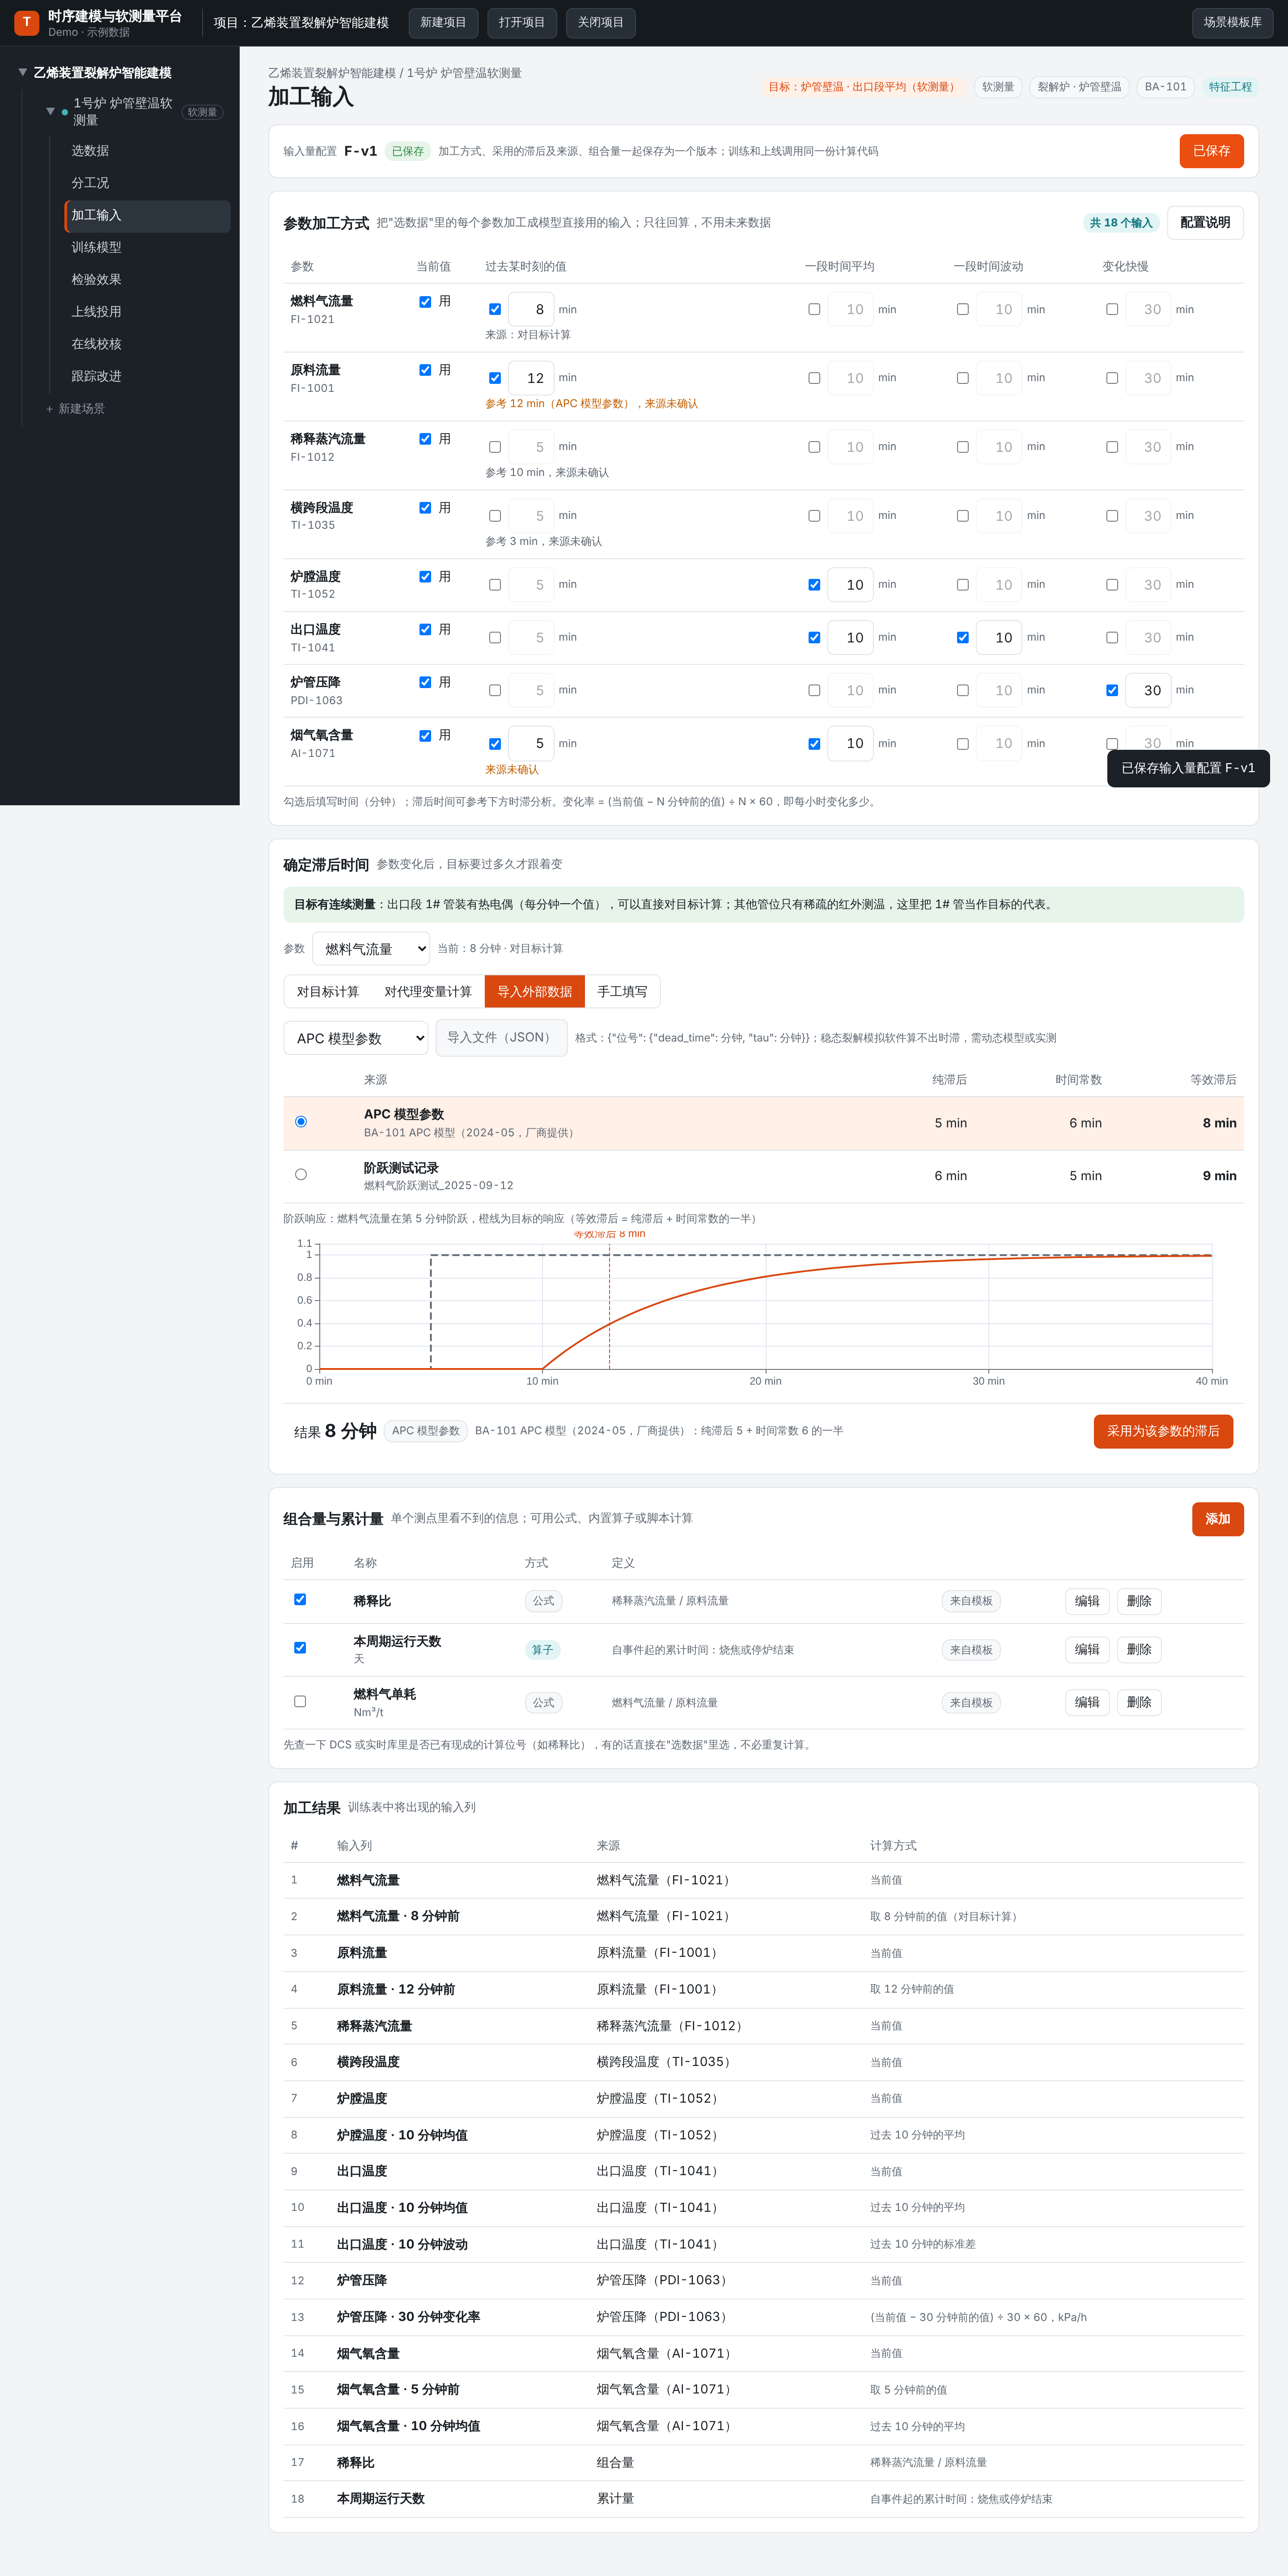 T
时序建模与软测量平台
Demo · 示例数据
项目：乙烯装置裂解炉智能建模
新建项目
打开项目
关闭项目
场景模板库
乙烯装置裂解炉智能建模
1号炉 炉管壁温软
测量
软测量
选数据
分工况
加工输入
训练模型
检验效果
上线投用
在线校核
跟踪改进
+ 新建场景
乙烯装置裂解炉智能建模 / 1号炉 炉管壁温软测量
加工输入
目标：炉管壁温 · 出口段平均（软测量）
软测量
裂解炉 · 炉管壁温
BA-101
特征工程
输入量配置 F-v1 已保存 加工方式、采用的滞后及来源、组合量一起保存为一个版本；训练和上线调用同一份计算代码
已保存
参数加工方式 把"选数据"里的每个参数加工成模型直接用的输入；只往回算，不用未来数据
共 18 个输入
配置说明
参数 当前值 过去某时刻的值 一段时间平均 一段时间波动 变化快慢
燃料气流量 用 8 min 10 min 10 min 30 min
FI-1021
来源：对目标计算
原料流量 用 12 min 10 min 10 min 30 min
FI-1001
参考 12 min（APC 模型参数），来源未确认
稀释蒸汽流量 用 5 min 10 min 10 min 30 min
FI-1012
参考 10 min，来源未确认
横跨段温度 用 5 min 10 min 10 min 30 min
TI-1035
参考 3 min，来源未确认
炉膛温度 用 5 min 10 min 10 min 30 min
TI-1052
出口温度 用 5 min 10 min 10 min 30 min
TI-1041
炉管压降 用 5 min 10 min 10 min 30 min
PDI-1063
烟气氧含量 用 5 min 10 min 10 min 30 min
AI-1071
来源未确认
已保存输入量配置 F-v1
勾选后填写时间（分钟）；滞后时间可参考下方时滞分析。变化率 = (当前值 − N 分钟前的值) ÷ N × 60，即每小时变化多少。
确定滞后时间 参数变化后，目标要过多久才跟着变
目标有连续测量：出口段 1# 管装有热电偶（每分钟一个值），可以直接对目标计算；其他管位只有稀疏的红外测温，这里把 1# 管当作目标的代表。
参数 燃料气流量 当前：8 分钟 · 对目标计算
对目标计算 对代理变量计算 导入外部数据 手工填写
APC 模型参数 导入文件（JSON） 格式：{"位号": {"dead_time": 分钟, "tau": 分钟}}；稳态裂解模拟软件算不出时滞，需动态模型或实测
来源 纯滞后 时间常数 等效滞后
APC 模型参数 5 min 6 min 8 min
BA-101 APC 模型（2024-05，厂商提供）
阶跃测试记录 6 min 5 min 9 min
燃料气阶跃测试_2025-09-12
阶跃响应：燃料气流量在第 5 分钟阶跃，橙线为目标的响应（等效滞后 = 纯滞后 + 时间常数的一半）
等效滞后 8 min
1.1
1
0.8
0.6
0.4
0.2
0
0 min 10 min 20 min 30 min 40 min
结果 8 分钟 APC 模型参数 BA-101 APC 模型（2024-05，厂商提供）：纯滞后 5 + 时间常数 6 的一半
采用为该参数的滞后
组合量与累计量 单个测点里看不到的信息；可用公式、内置算子或脚本计算
添加
启用 名称 方式 定义
稀释比 公式 稀释蒸汽流量 / 原料流量 来自模板 编辑 删除
本周期运行天数 算子 自事件起的累计时间：烧焦或停炉结束 来自模板 编辑 删除
天
燃料气单耗 公式 燃料气流量 / 原料流量 来自模板 编辑 删除
Nm³/t
先查一下 DCS 或实时库里是否已有现成的计算位号（如稀释比），有的话直接在"选数据"里选，不必重复计算。
加工结果 训练表中将出现的输入列
# 输入列 来源 计算方式
1 燃料气流量 燃料气流量（FI-1021） 当前值
2 燃料气流量 · 8 分钟前 燃料气流量（FI-1021） 取 8 分钟前的值（对目标计算）
3 原料流量 原料流量（FI-1001） 当前值
4 原料流量 · 12 分钟前 原料流量（FI-1001） 取 12 分钟前的值
5 稀释蒸汽流量 稀释蒸汽流量（FI-1012） 当前值
6 横跨段温度 横跨段温度（TI-1035） 当前值
7 炉膛温度 炉膛温度（TI-1052） 当前值
8 炉膛温度 · 10 分钟均值 炉膛温度（TI-1052） 过去 10 分钟的平均
9 出口温度 出口温度（TI-1041） 当前值
10 出口温度 · 10 分钟均值 出口温度（TI-1041） 过去 10 分钟的平均
11 出口温度 · 10 分钟波动 出口温度（TI-1041） 过去 10 分钟的标准差
12 炉管压降 炉管压降（PDI-1063） 当前值
13 炉管压降 · 30 分钟变化率 炉管压降（PDI-1063） (当前值 − 30 分钟前的值) ÷ 30 × 60，kPa/h
14 烟气氧含量 烟气氧含量（AI-1071） 当前值
15 烟气氧含量 · 5 分钟前 烟气氧含量（AI-1071） 取 5 分钟前的值
16 烟气氧含量 · 10 分钟均值 烟气氧含量（AI-1071） 过去 10 分钟的平均
17 稀释比 组合量 稀释蒸汽流量 / 原料流量
18 本周期运行天数 累计量 自事件起的累计时间：烧焦或停炉结束